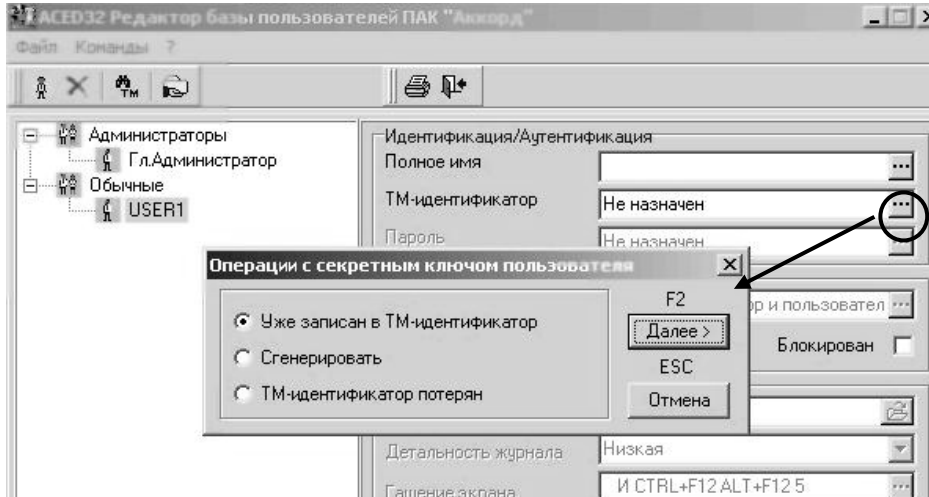 ACED32 Редактор базы пользователей ПАК "Аккорд"
Файл Команды ?
ТМ
Администраторы
Гл.Администратор
Обычные
USER1
Идентификация/Аутентификация
Полное имя
ТМ-идентификатор Не назначен
Пароль Не назначен
Операции с секретным ключом пользователя
Уже записан в ТМ-идентификатор
Сгенерировать
ТМ-идентификатор потерян
F2
Далее >
ESC
Отмена
ор и пользовател
Блокирован
Детальность журнала Низкая
Гашение экрана И CTRL+F12 ALT+F12 5